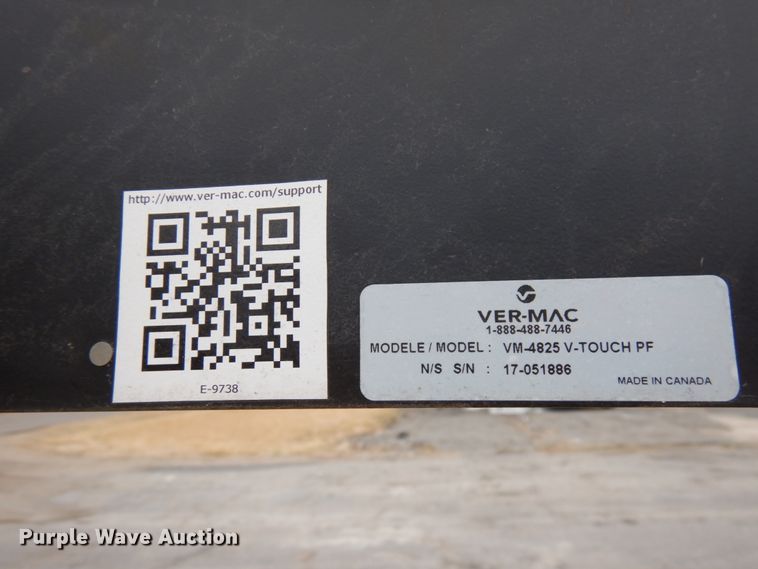 http://www.ver-mac.com/support
E-9738
VER-MAC
1-888-488-7446
MODELE / MODEL : VM-4825 V-TOUCH PF
N/S S/N : 17-051886
MADE IN CANADA
Purple Wave Auction